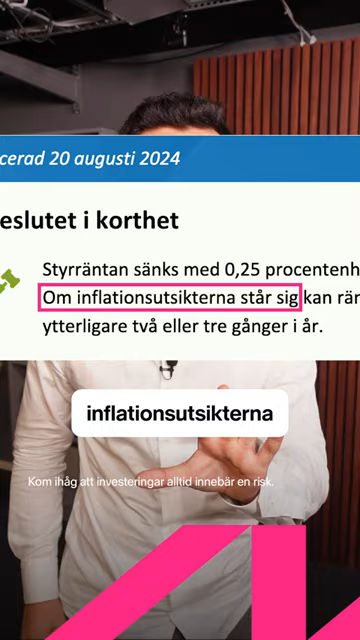 cerad 20 augusti 2024
eslutet i korthet
Styrräntan sänks med 0,25 procentenh
Om inflationsutsikterna står sig kan rän
ytterligare två eller tre gånger i år.
inflationsutsikterna
Kom ihåg att investeringar alltid innebär en risk.